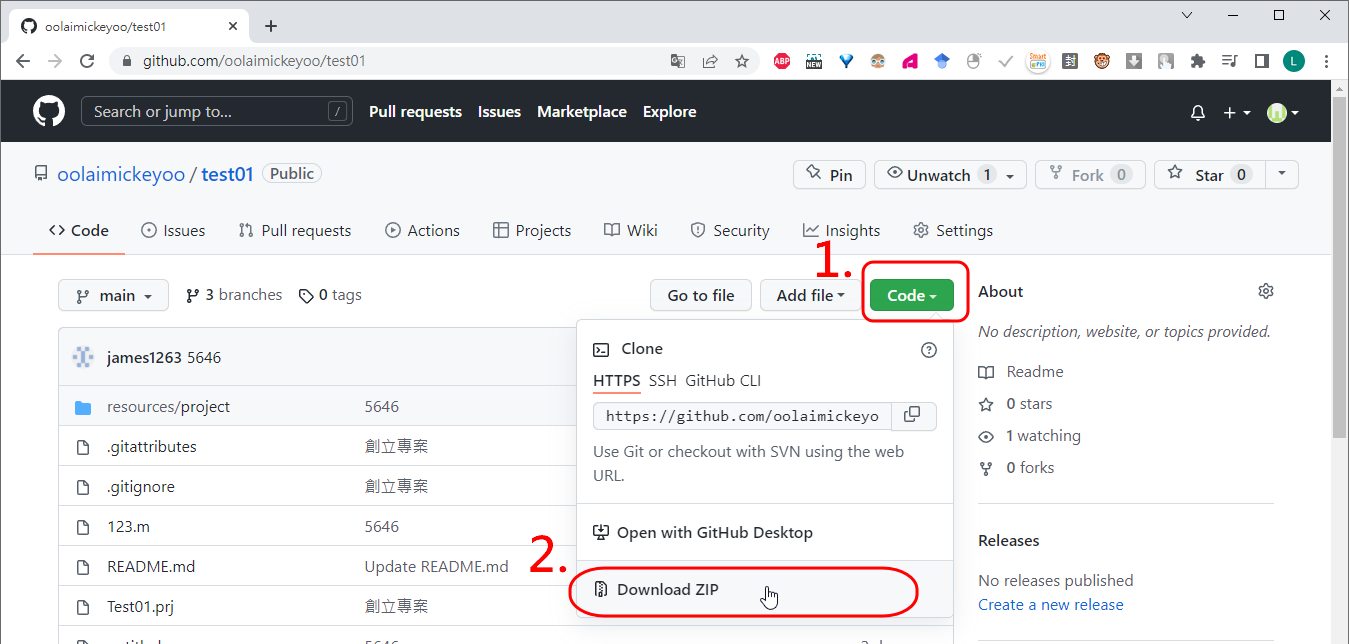 oolaimickeyoo/test01
github.com/oolaimickeyoo/test01
ABP NEW Smart PIO 封 L
Search or jump to... / Pull requests Issues Marketplace Explore
oolaimickeyoo / test01 Public Pin Unwatch 1 Fork 0 Star 0
Code Issues Pull requests Actions Projects Wiki Security Insights Settings
1.
main 3 branches 0 tags Go to file Add file Code
james1263 5646
resources/project 5646
.gitattributes 創立專案
.gitignore 創立專案
123.m 5646
README.md Update README.md
Test01.prj 創立專案
Clone
HTTPS SSH GitHub CLI
https://github.com/oolaimickeyo
Use Git or checkout with SVN using the web
URL.
Open with GitHub Desktop
2.
Download ZIP
About
No description, website, or topics provided.
Readme
0 stars
1 watching
0 forks
Releases
No releases published
Create a new release